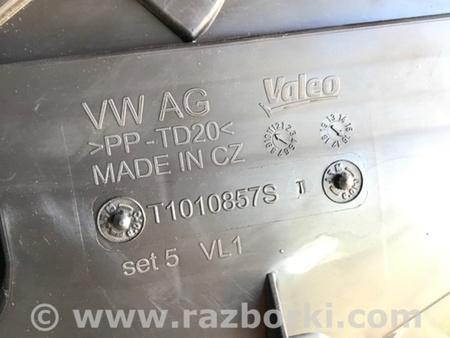 VW AG
Valeo
>PP-TD20<
MADE IN CZ
T1010857S
set 5 VL1
© www.razborki.com